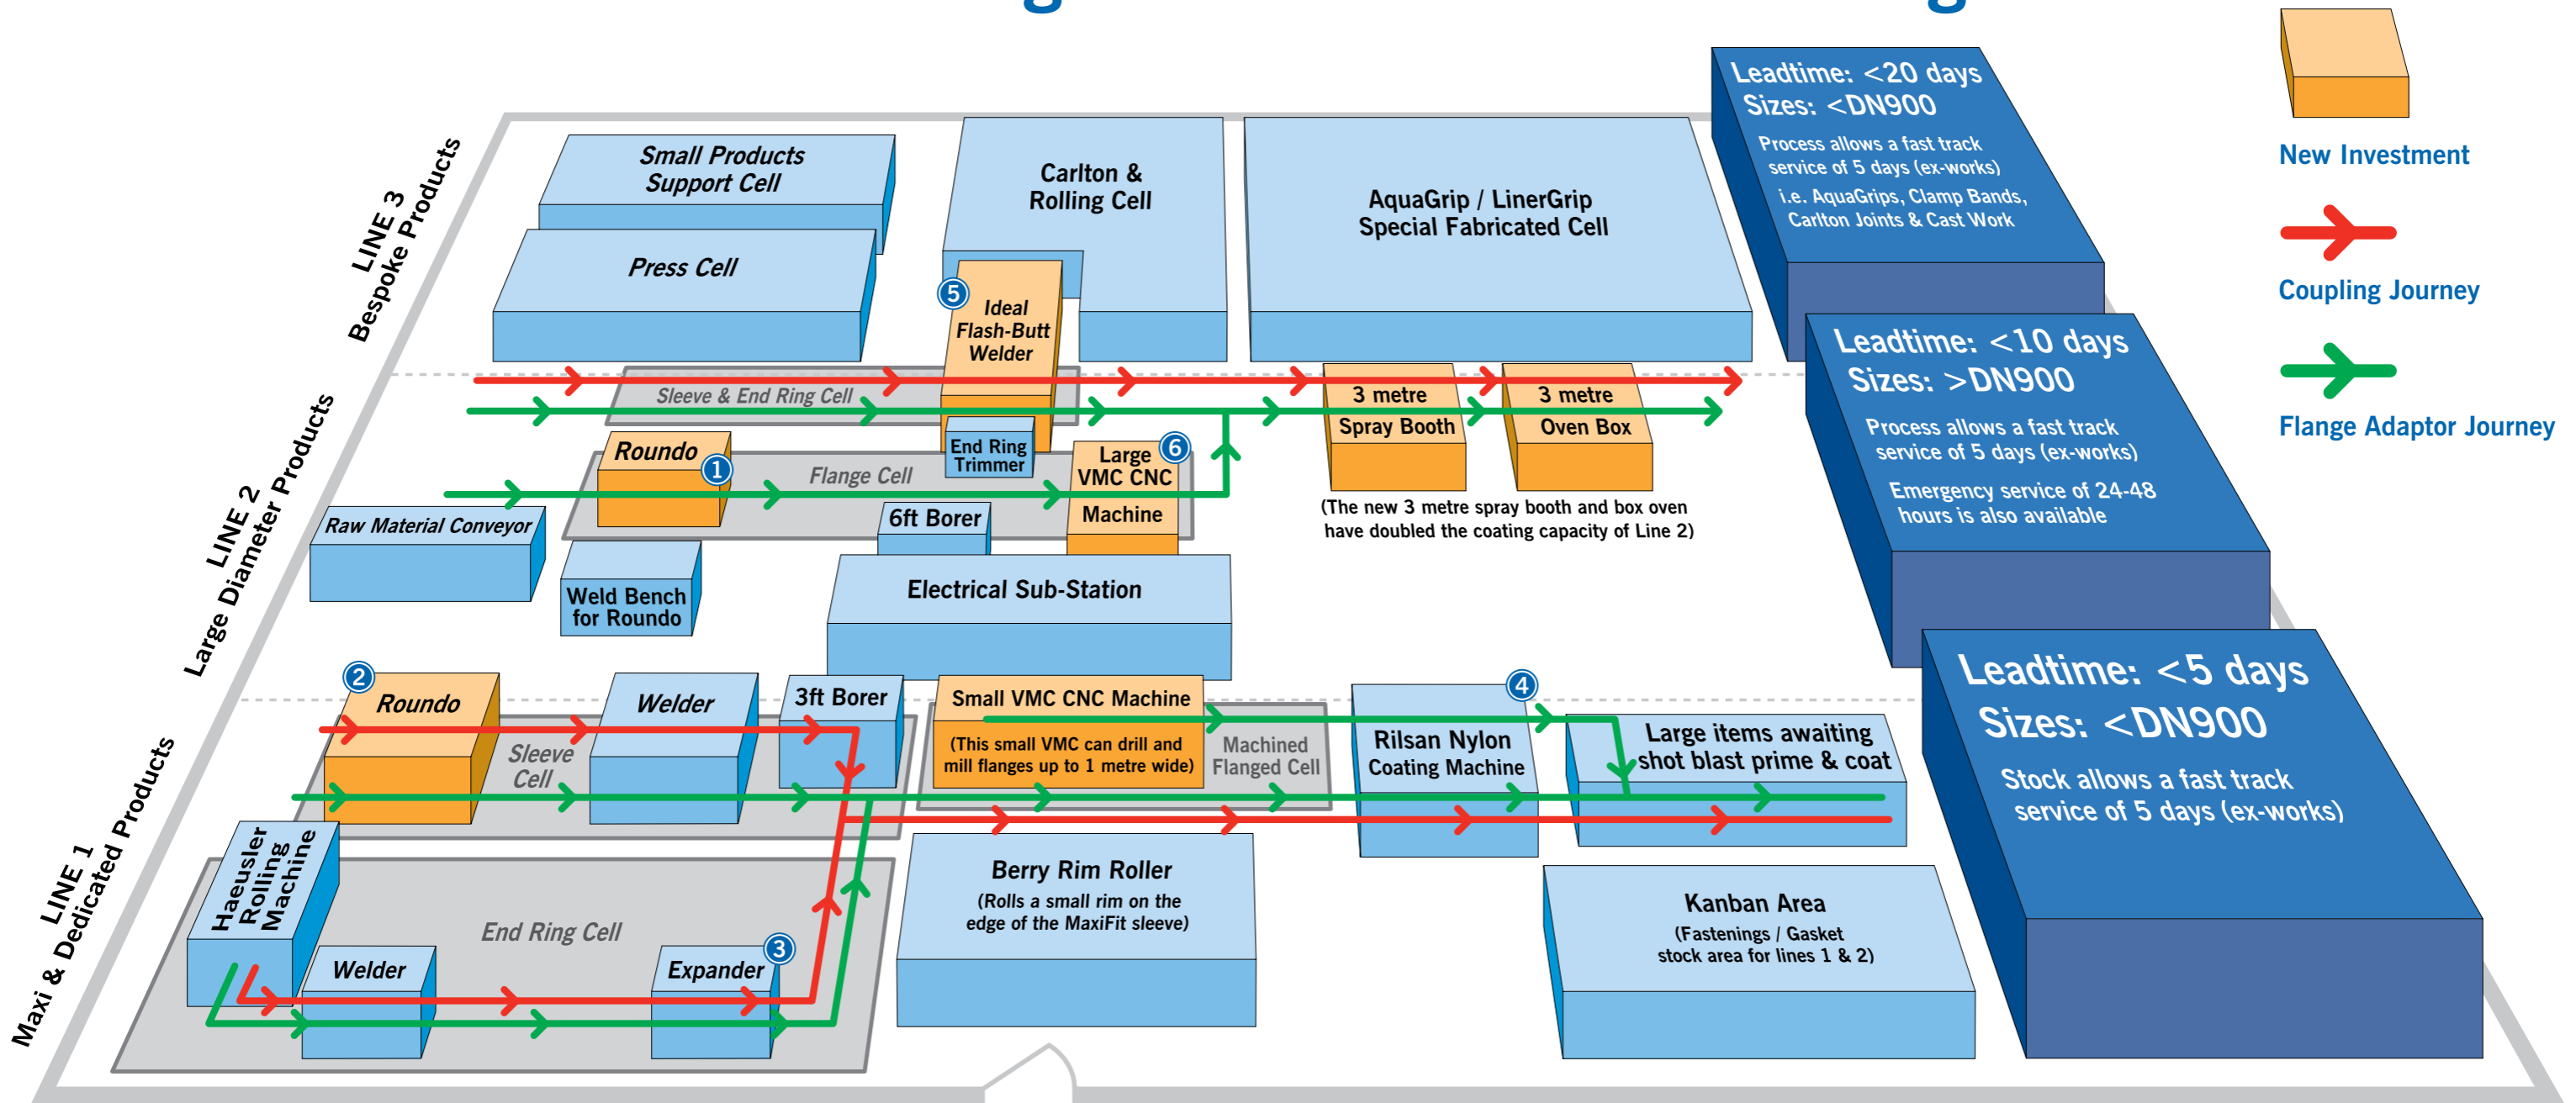 LINE 3
Bespoke Products
LINE 2
Large Diameter Products
LINE 1
Maxi & Dedicated Products
Small Products
Support Cell
Press Cell
Carlton &
Rolling Cell
AquaGrip / LinerGrip
Special Fabricated Cell
5
Ideal
Flash-Butt
Welder
Sleeve & End Ring Cell
3 metre
Spray Booth
3 metre
Oven Box
(The new 3 metre spray booth and box oven
have doubled the coating capacity of Line 2)
Roundo
1
Flange Cell
End Ring
Trimmer
Large
VMC CNC
Machine
6
6ft Borer
Raw Material Conveyor
Weld Bench
for Roundo
Electrical Sub-Station
2
Roundo
Sleeve
Cell
Welder
3ft Borer
Small VMC CNC Machine
(This small VMC can drill and
mill flanges up to 1 metre wide)
Machined
Flanged Cell
4
Rilsan Nylon
Coating Machine
Large items awaiting
shot blast prime & coat
Haeusler
Rolling
Machine
End Ring Cell
Welder
Expander
3
Berry Rim Roller
(Rolls a small rim on the
edge of the MaxiFit sleeve)
Kanban Area
(Fastenings / Gasket
stock area for lines 1 & 2)
Leadtime: <20 days
Sizes: <DN900
Process allows a fast track
service of 5 days (ex-works)
i.e. AquaGrips, Clamp Bands,
Carlton Joints & Cast Work
Leadtime: <10 days
Sizes: >DN900
Process allows a fast track
service of 5 days (ex-works)
Emergency service of 24-48
hours is also available
Leadtime: <5 days
Sizes: <DN900
Stock allows a fast track
service of 5 days (ex-works)
New Investment
Coupling Journey
Flange Adaptor Journey